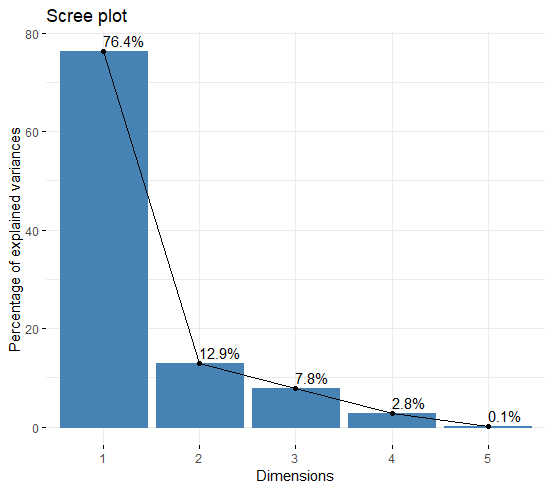 Scree plot
Percentage of explained variances
80
60
40
20
0
76.4%
12.9%
7.8%
2.8%
0.1%
1 2 3 4 5
Dimensions